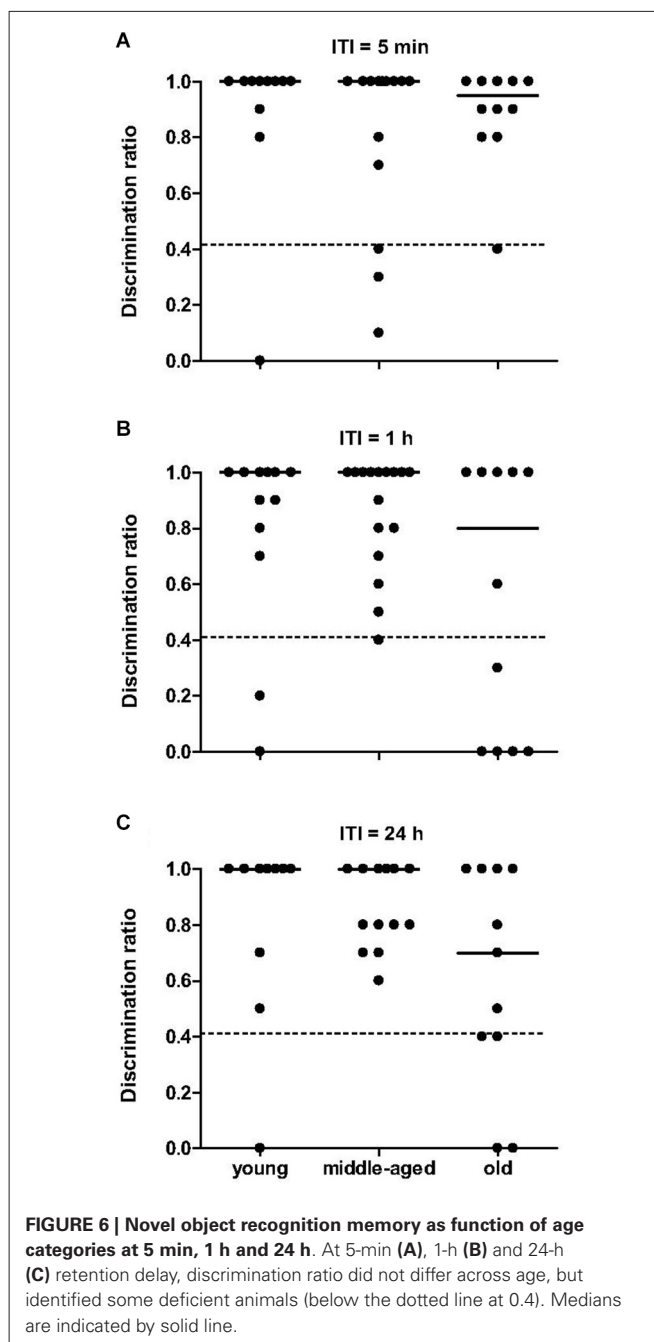 A
ITI = 5 min
Discrimination ratio
1.0
0.8
0.6
0.4
0.2
0.0
B
ITI = 1 h
Discrimination ratio
1.0
0.8
0.6
0.4
0.2
0.0
C
ITI = 24 h
Discrimination ratio
1.0
0.8
0.6
0.4
0.2
0.0
young middle-aged old
FIGURE 6 | Novel object recognition memory as function of age
categories at 5 min, 1 h and 24 h. At 5-min (A), 1-h (B) and 24-h
(C) retention delay, discrimination ratio did not differ across age, but
identified some deficient animals (below the dotted line at 0.4). Medians
are indicated by solid line.